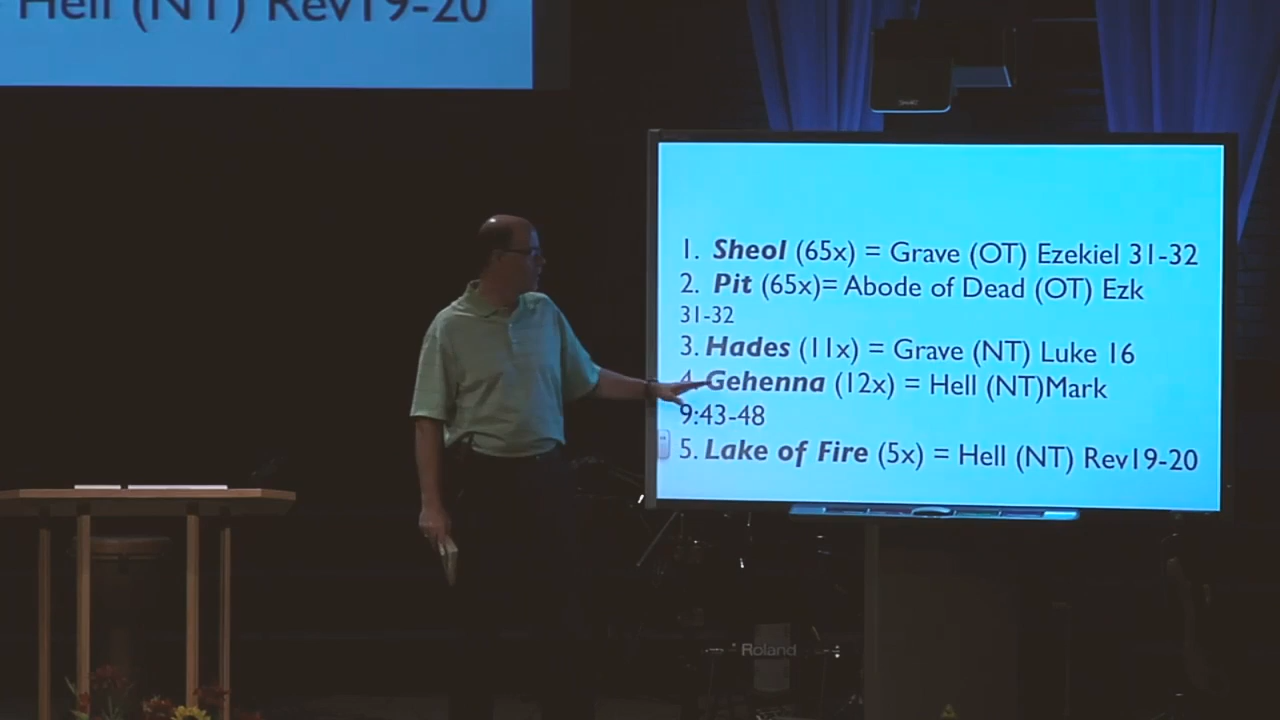 Hell (NT) Rev19-20
1. Sheol (65x) = Grave (OT) Ezekiel 31-32
2. Pit (65x)= Abode of Dead (OT) Ezk
31-32
3. Hades (11x) = Grave (NT) Luke 16
4. Gehenna (12x) = Hell (NT)Mark
9:43-48
5. Lake of Fire (5x) = Hell (NT) Rev19-20
Roland